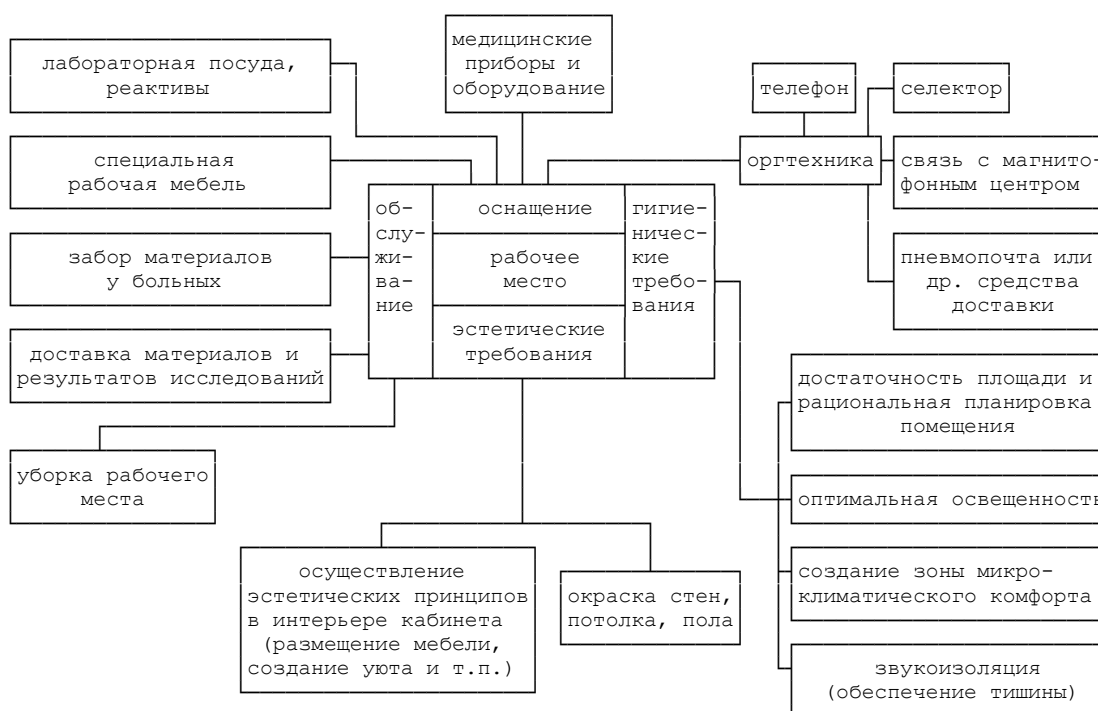 медицинские
приборы и
оборудование
лабораторная посуда,
реактивы
телефон
селектор
специальная
рабочая мебель
оргтехника
связь с магнито-
фонным центром
об-
слу-
жи-
ва-
ние
оснащение
рабочее
место
эстетические
требования
гигие-
ничес-
кие
требо-
вания
забор материалов
у больных
пневмопочта или
др. средства
доставки
доставка материалов и
результатов исследований
достаточность площади и
рациональная планировка
помещения
уборка рабочего
места
оптимальная освещенность
осуществление
эстетических принципов
в интерьере кабинета
(размещение мебели,
создание уюта и т.п.)
окраска стен,
потолка, пола
создание зоны микро-
климатического комфорта
звукоизоляция
(обеспечение тишины)